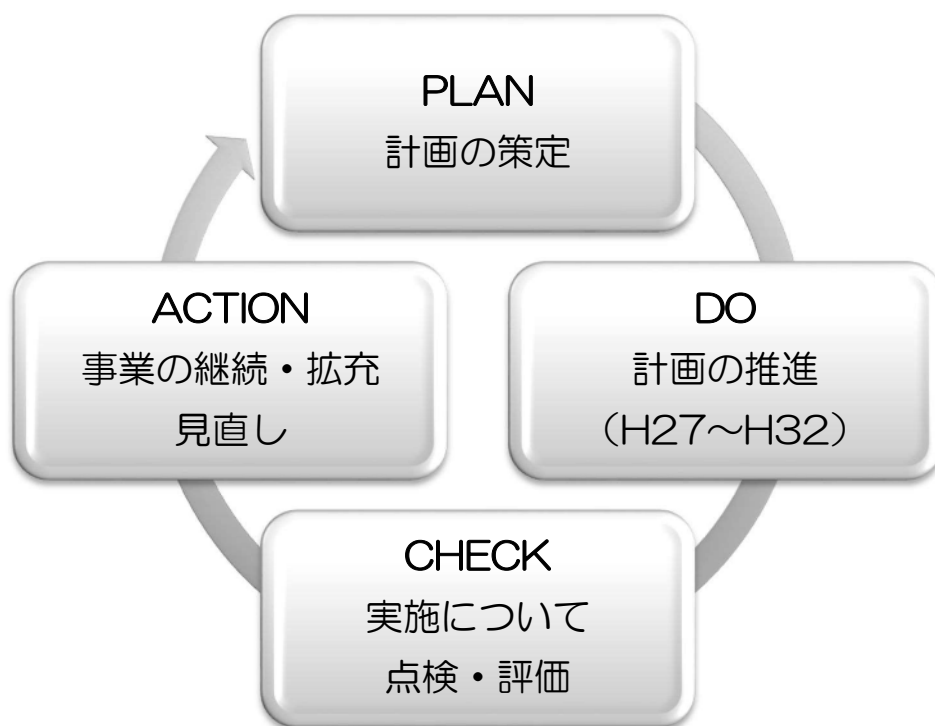 PLAN
計画の策定
DO
計画の推進
（H27～H32）
CHECK
実施について
点検・評価
ACTION
事業の継続・拡充
見直し